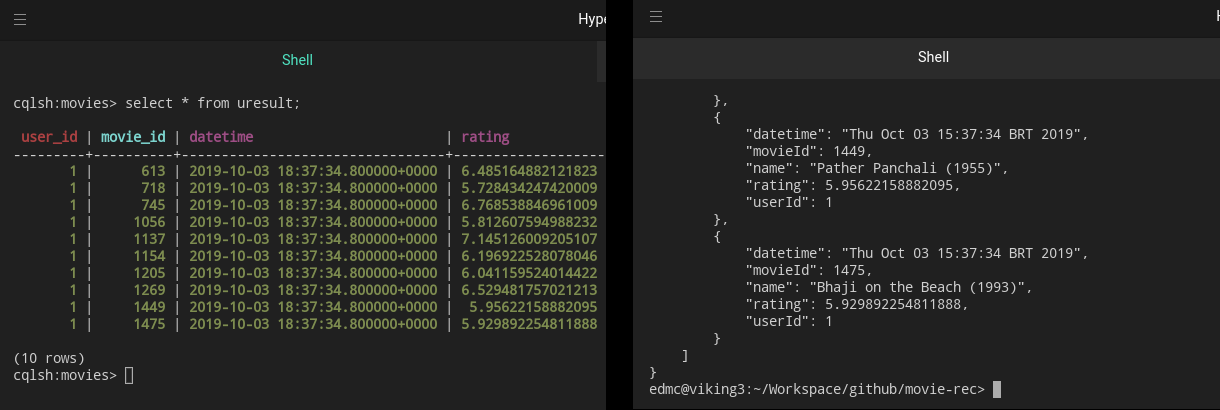 Hype
Shell
cqlsh:movies> select * from uresult;
user_id | movie_id | datetime | rating
---------+----------+---------------------------------+-------------------
1 | 613 | 2019-10-03 18:37:34.800000+0000 | 6.485164882121823
1 | 718 | 2019-10-03 18:37:34.800000+0000 | 5.728434247420009
1 | 745 | 2019-10-03 18:37:34.800000+0000 | 6.768538846961009
1 | 1056 | 2019-10-03 18:37:34.800000+0000 | 5.812607594988232
1 | 1137 | 2019-10-03 18:37:34.800000+0000 | 7.145126009205107
1 | 1154 | 2019-10-03 18:37:34.800000+0000 | 6.196922528078046
1 | 1205 | 2019-10-03 18:37:34.800000+0000 | 6.041159524014422
1 | 1269 | 2019-10-03 18:37:34.800000+0000 | 6.529481757021213
1 | 1449 | 2019-10-03 18:37:34.800000+0000 | 5.95622158882095
1 | 1475 | 2019-10-03 18:37:34.800000+0000 | 5.929892254811888
(10 rows)
cqlsh:movies>
Shell
},
{
"datetime": "Thu Oct 03 15:37:34 BRT 2019",
"movieId": 1449,
"name": "Pather Panchali (1955)",
"rating": 5.95622158882095,
"userId": 1
},
{
"datetime": "Thu Oct 03 15:37:34 BRT 2019",
"movieId": 1475,
"name": "Bhaji on the Beach (1993)",
"rating": 5.929892254811888,
"userId": 1
}
]
}
edmc@viking3:~/Workspace/github/movie-rec>